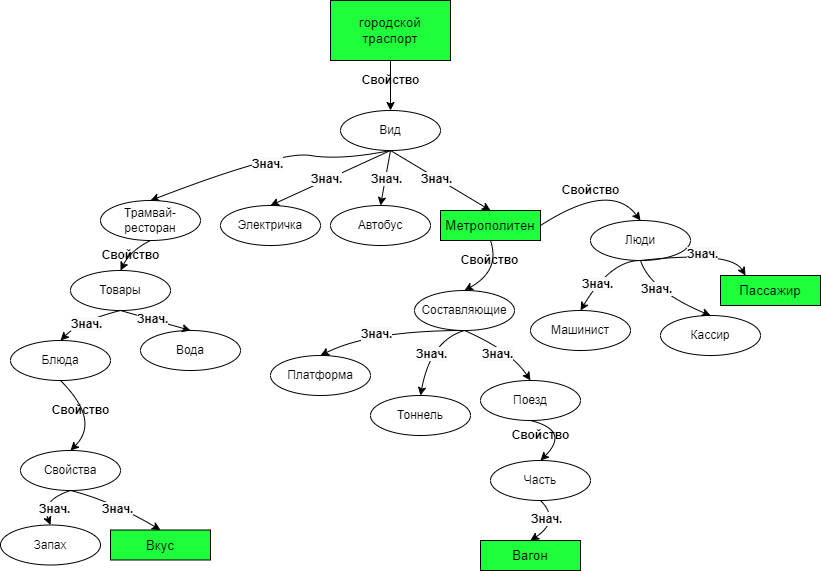 городской
траспорт
Свойство
Вид
Знач.
Знач.
Знач.
Знач.
Свойство
Трамвай-
ресторан
Электричка
Автобус
Метрополитен
Люди
Свойство
Свойство
Знач.
Знач.
Знач.
Товары
Составляющие
Пассажир
Знач.
Знач.
Знач.
Знач.
Знач.
Машинист
Кассир
Блюда
Вода
Платформа
Тоннель
Поезд
Свойство
Свойство
Свойства
Часть
Знач.
Знач.
Знач.
Запах
Вкус
Вагон